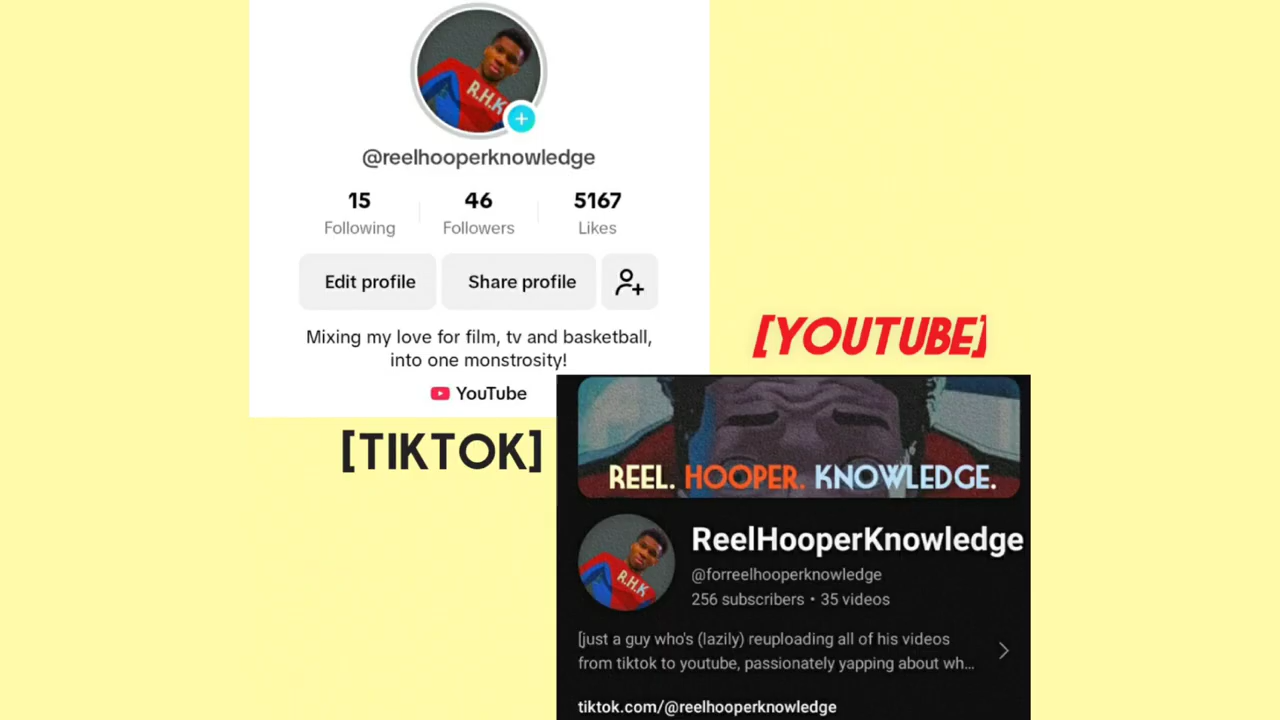 R.H.K
@reelhooperknowledge
15 46 5167
Following Followers Likes
Edit profile Share profile
Mixing my love for film, tv and basketball,
into one monstrosity!
YouTube
[YOUTUBE]
[TIKTOK]
REEL. HOOPER. KNOWLEDGE.
R.H.K
ReelHooperKnowledge
@forreelhooperknowledge
256 subscribers • 35 videos
[just a guy who's (lazily) reuploading all of his videos
from tiktok to youtube, passionately yapping about wh...
tiktok.com/@reelhooperknowledge